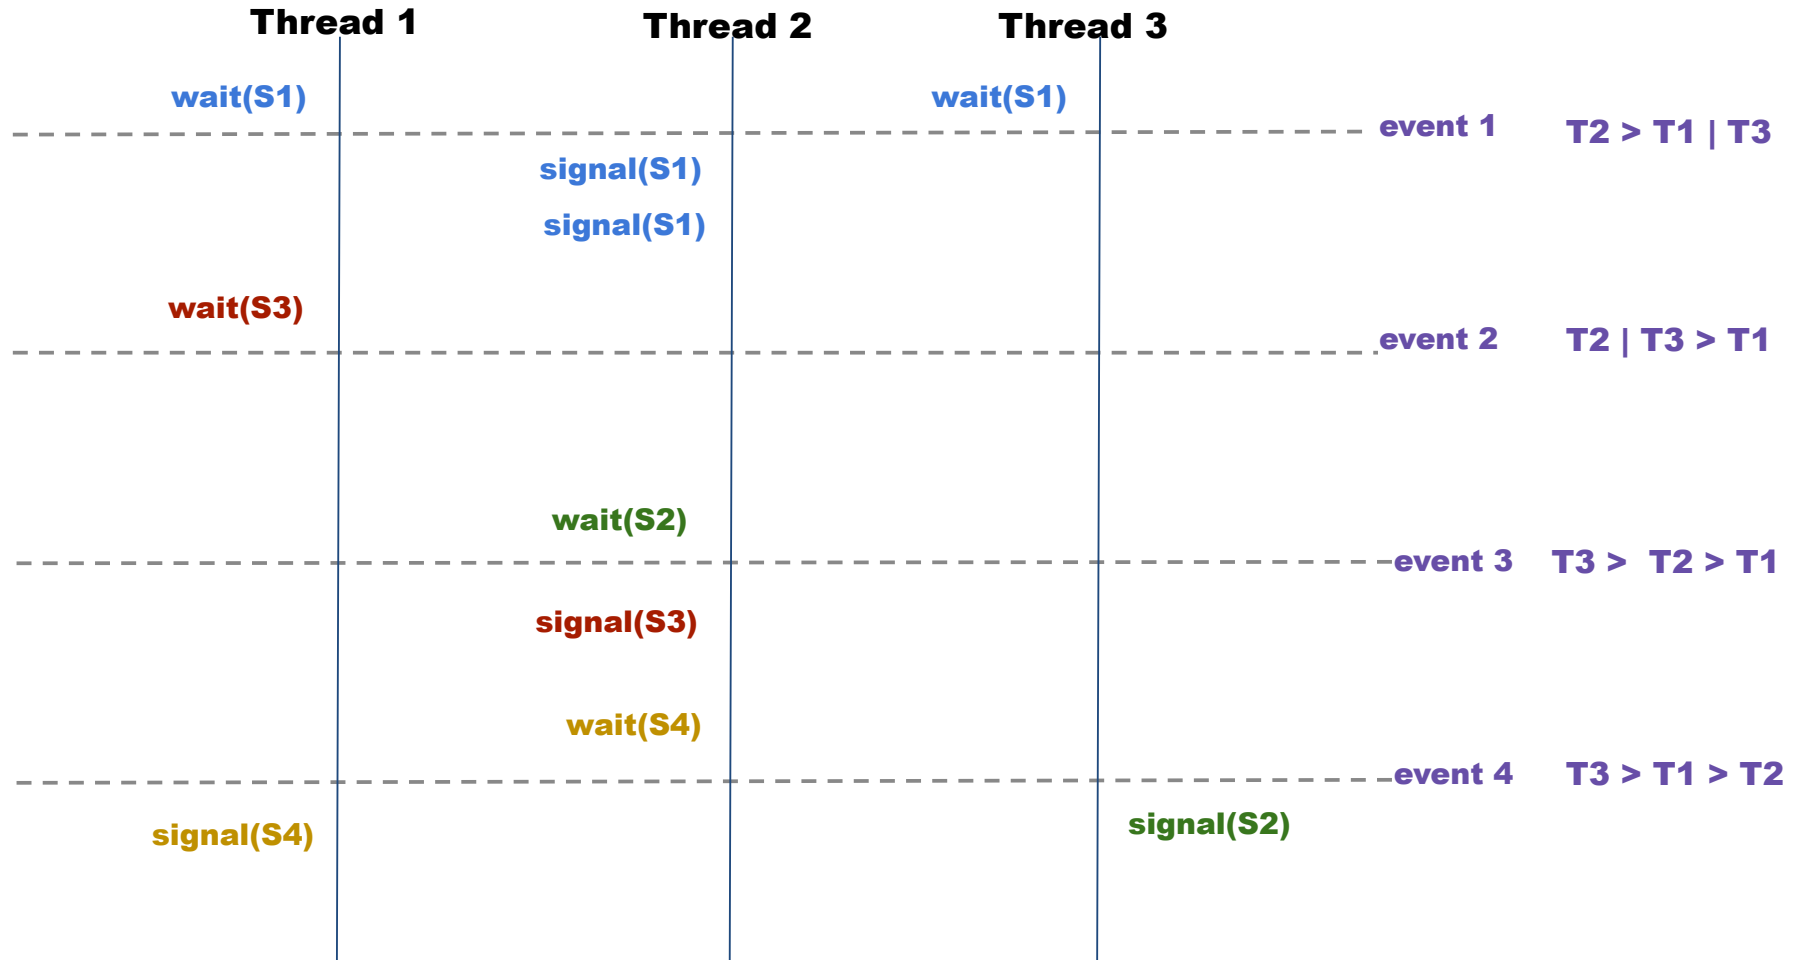 Thread 1
Thread 2
Thread 3
wait(S1)
wait(S1)
event 1
T2 > T1 | T3
signal(S1)
signal(S1)
wait(S3)
event 2
T2 | T3 > T1
wait(S2)
event 3
T3 > T2 > T1
signal(S3)
wait(S4)
event 4
T3 > T1 > T2
signal(S4)
signal(S2)